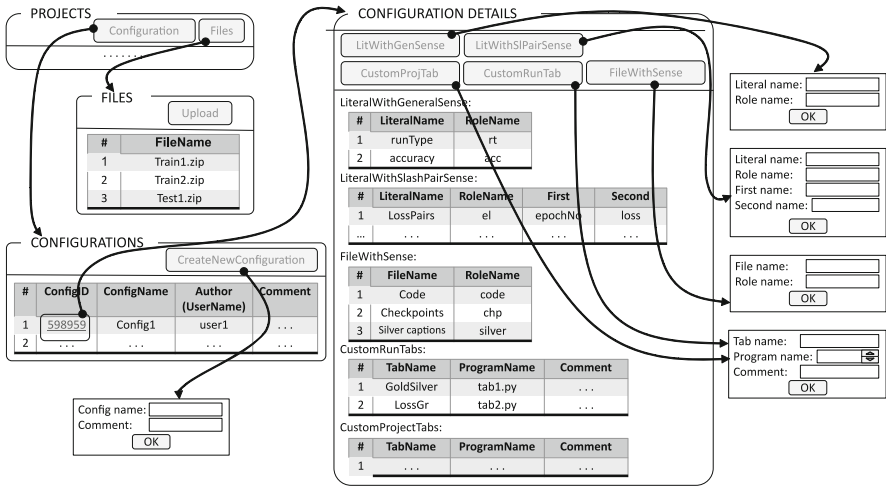 PROJECTS
Configuration Files
. . . . . . . .
FILES
Upload
# FileName
1 Train1.zip
2 Train2.zip
3 Test1.zip
CONFIGURATIONS
CreateNewConfiguration
# ConfigID ConfigName Author (UserName) Comment
1 598959 Config1 user1 . . .
2 . . . . . . . . . . . .
Config name:
Comment:
OK
CONFIGURATION DETAILS
LitWithGenSense LitWithSlPairSense
CustomProjTab CustomRunTab FileWithSense
LiteralWithGeneralSense:
# LiteralName RoleName
1 runType rt
2 accuracy acc
LiteralWithSlashPairSense:
# LiteralName RoleName First Second
1 LossPairs el epochNo loss
... . . . . . . . . . . . .
FileWithSense:
# FileName RoleName
1 Code code
2 Checkpoints chp
3 Silver captions silver
CustomRunTabs:
# TabName ProgramName Comment
1 GoldSilver tab1.py . . .
2 LossGr tab2.py . . .
CustomProjectTabs:
# TabName ProgramName Comment
1 . . . . . . . . .
Literal name:
Role name:
OK
Literal name:
Role name:
First name:
Second name:
OK
File name:
Role name:
OK
Tab name:
Program name:
Comment:
OK